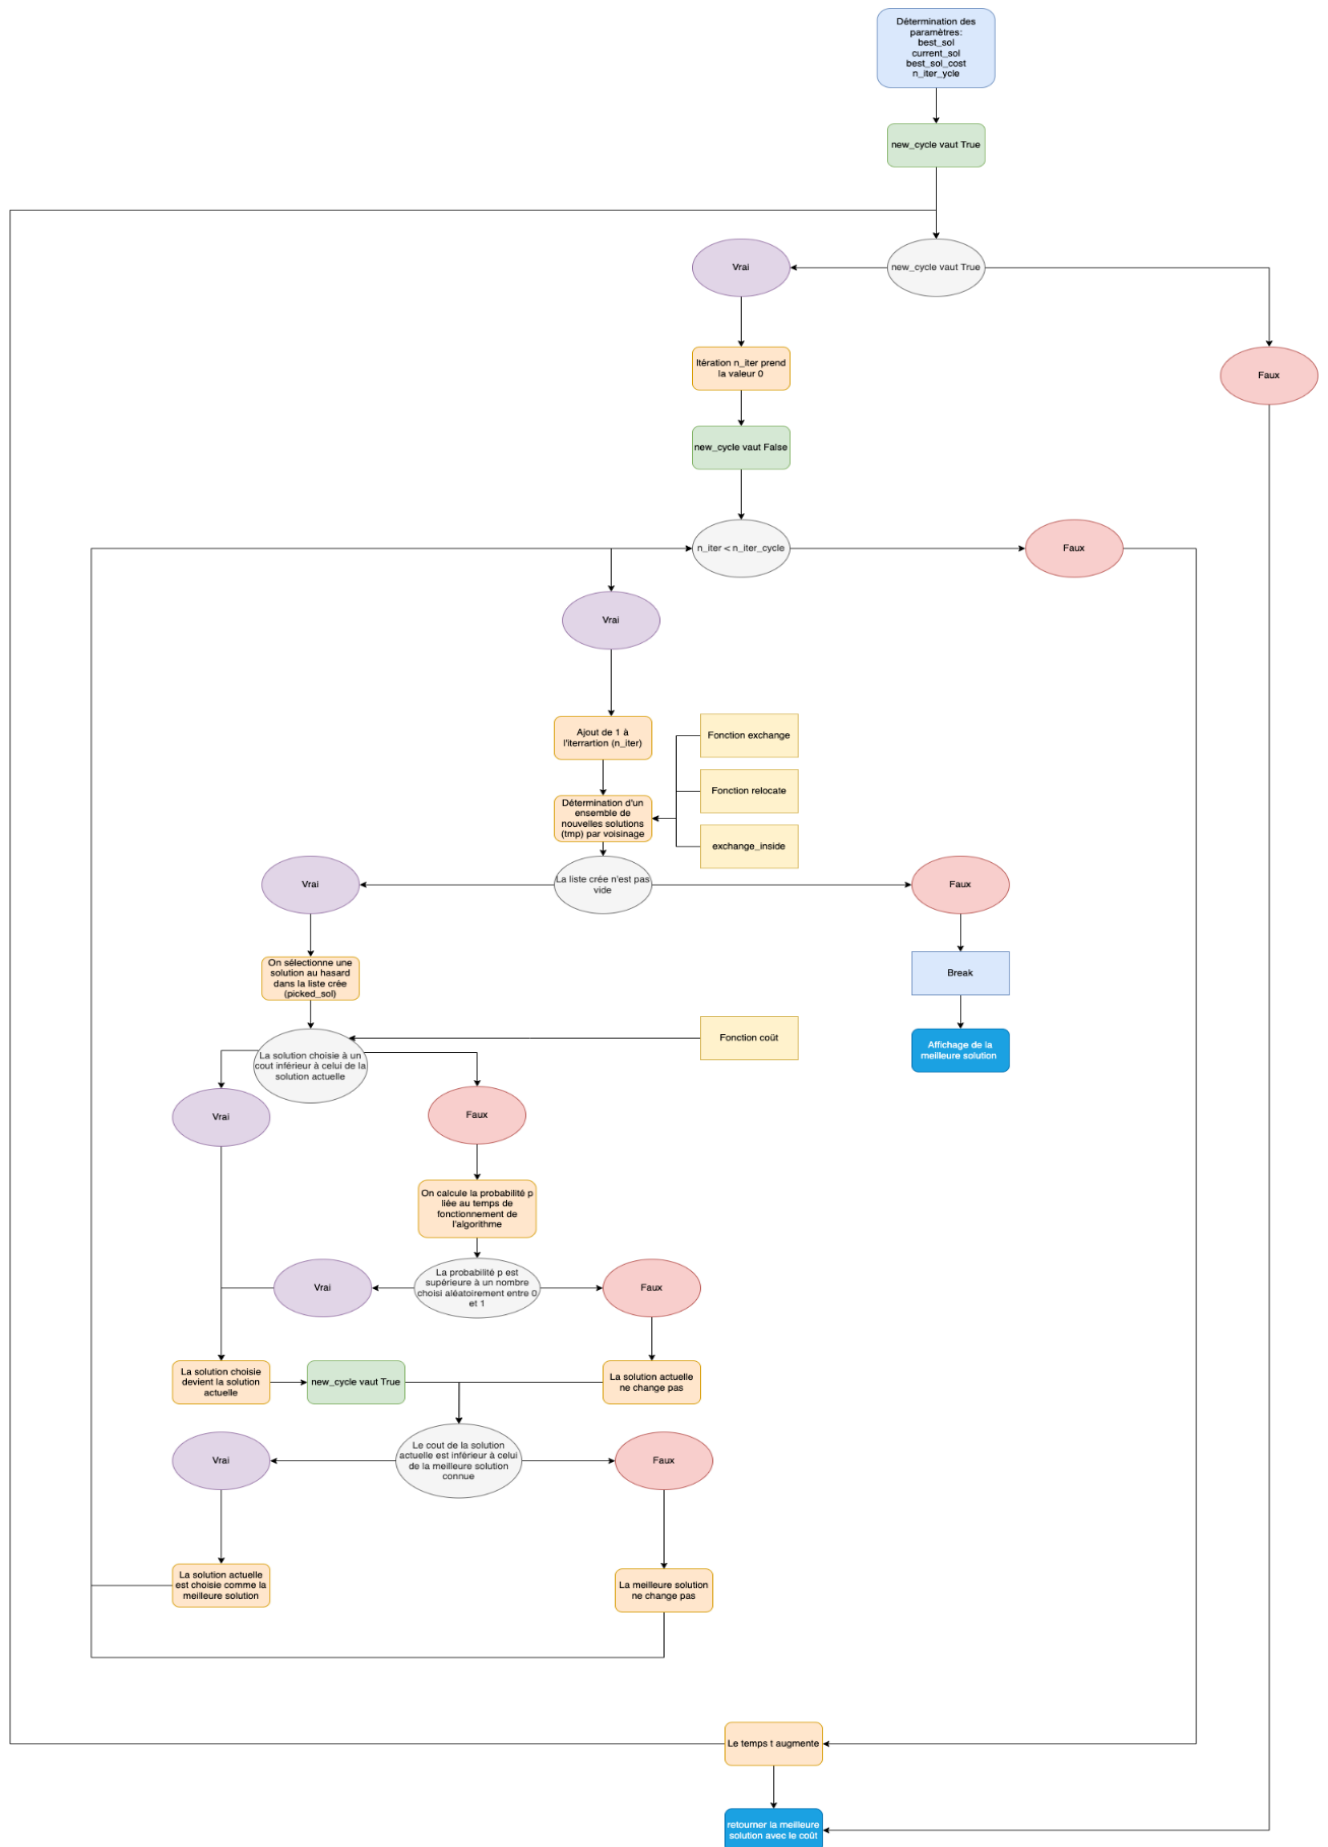 Détermination des
paramètres:
best_sol
current_sol
best_sol_cost
n_iter_ycle
new_cycle vaut True
Vrai
new_cycle vaut True
Itération n_iter prend
la valeur 0
Faux
new_cycle vaut False
n_iter < n_iter_cycle
Faux
Vrai
Ajout de 1 à
l'iterrartion (n_iter)
Fonction exchange
Fonction relocate
Détermination d'un
ensemble de
nouvelles solutions
(tmp) par voisinage
exchange_inside
Vrai
La liste crée n'est pas
vide
Faux
On sélectionne une
solution au hasard
dans la liste crée
(picked_sol)
Break
Fonction coût
Affichage de la
meilleure solution
La solution choisie à un
cout inférieur à celui de la
solution actuelle
Vrai
Faux
On calcule la probabilité p
liée au temps de
fonctionnement de
l'algorithme
Vrai
La probabilité p est
supérieure à un nombre
choisi aléatoirement entre 0
et 1
Faux
La solution choisie
devient la solution
actuelle
new_cycle vaut True
La solution actuelle
ne change pas
Vrai
Le cout de la solution
actuelle est inférieur à celui
de la meilleure solution
connue
Faux
La solution actuelle
est choisie comme la
meilleure solution
La meilleure solution
ne change pas
Le temps t augmente
retourner la meilleure
solution avec le coût